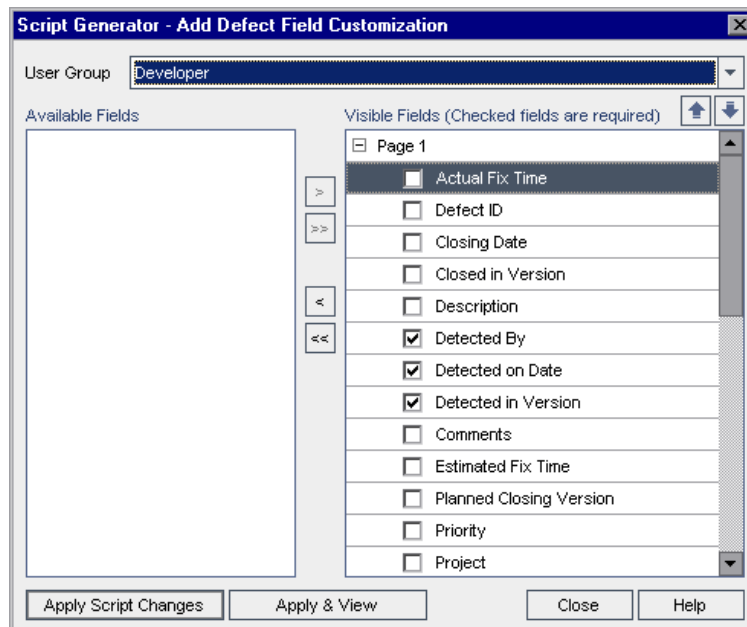 Script Generator - Add Defect Field Customization
User Group Developer
Available Fields
Visible Fields (Checked fields are required)
Page 1
Actual Fix Time
Defect ID
Closing Date
Closed in Version
>
>>
<
<<
Description
Detected By
Detected on Date
Detected in Version
Comments
Estimated Fix Time
Planned Closing Version
Priority
Project
Apply Script Changes
Apply & View
Close
Help